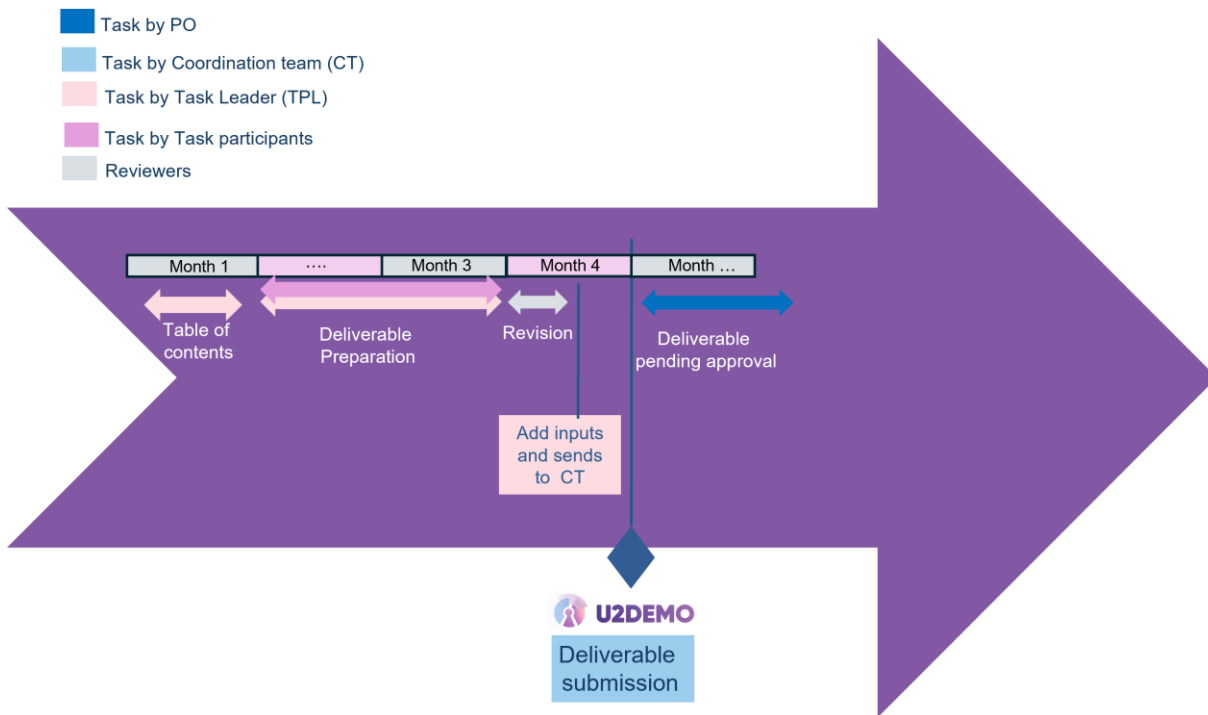 Task by PO
Task by Coordination team (CT)
Task by Task Leader (TPL)
Task by Task participants
Reviewers
Month 1
....
Month 3
Month 4
Month ...
Table of
contents
Deliverable
Preparation
Revision
Deliverable
pending approval
Add inputs
and sends
to CT
U2DEMO
Deliverable
submission